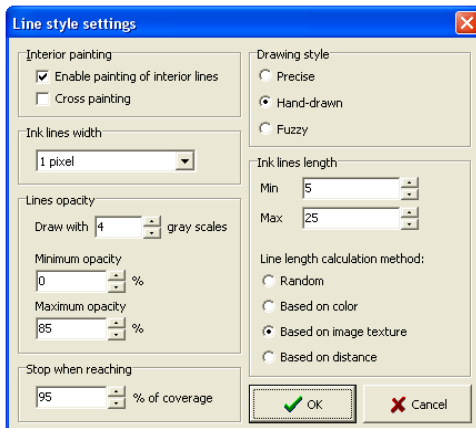 Line style settings
Interior painting
Enable painting of interior lines
Cross painting
Ink lines width
1 pixel
Lines opacity
Draw with 4 gray scales
Minimum opacity
0 %
Maximum opacity
85 %
Stop when reaching
95 % of coverage
Drawing style
Precise
Hand-drawn
Fuzzy
Ink lines length
Min 5
Max 25
Line length calculation method:
Random
Based on color
Based on image texture
Based on distance
OK
Cancel